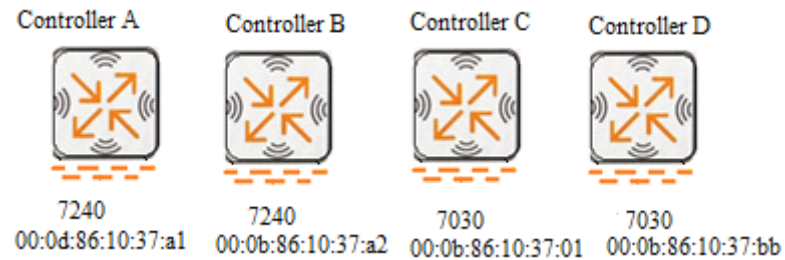 Controller A
Controller B
Controller C
Controller D
7240
7240
7030
7030
00:0d:86:10:37:a1
00:0b:86:10:37:a2
00:0b:86:10:37:01
00:0b:86:10:37:bb